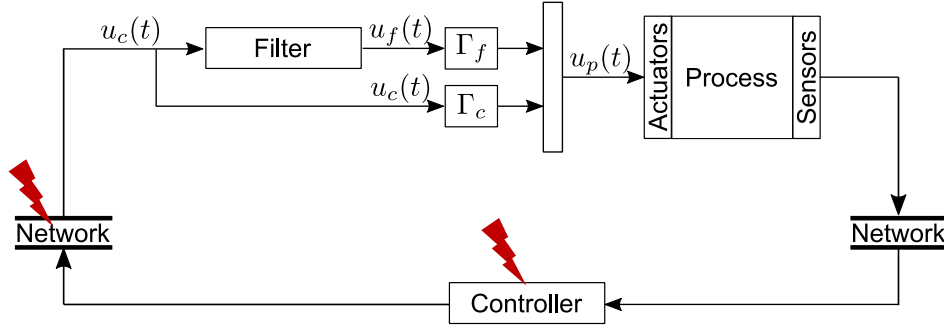 u_c(t)
Filter
u_f(t)
Γ_f
u_c(t)
Γ_c
u_p(t)
Actuators
Process
Sensors
Network
Network
Controller